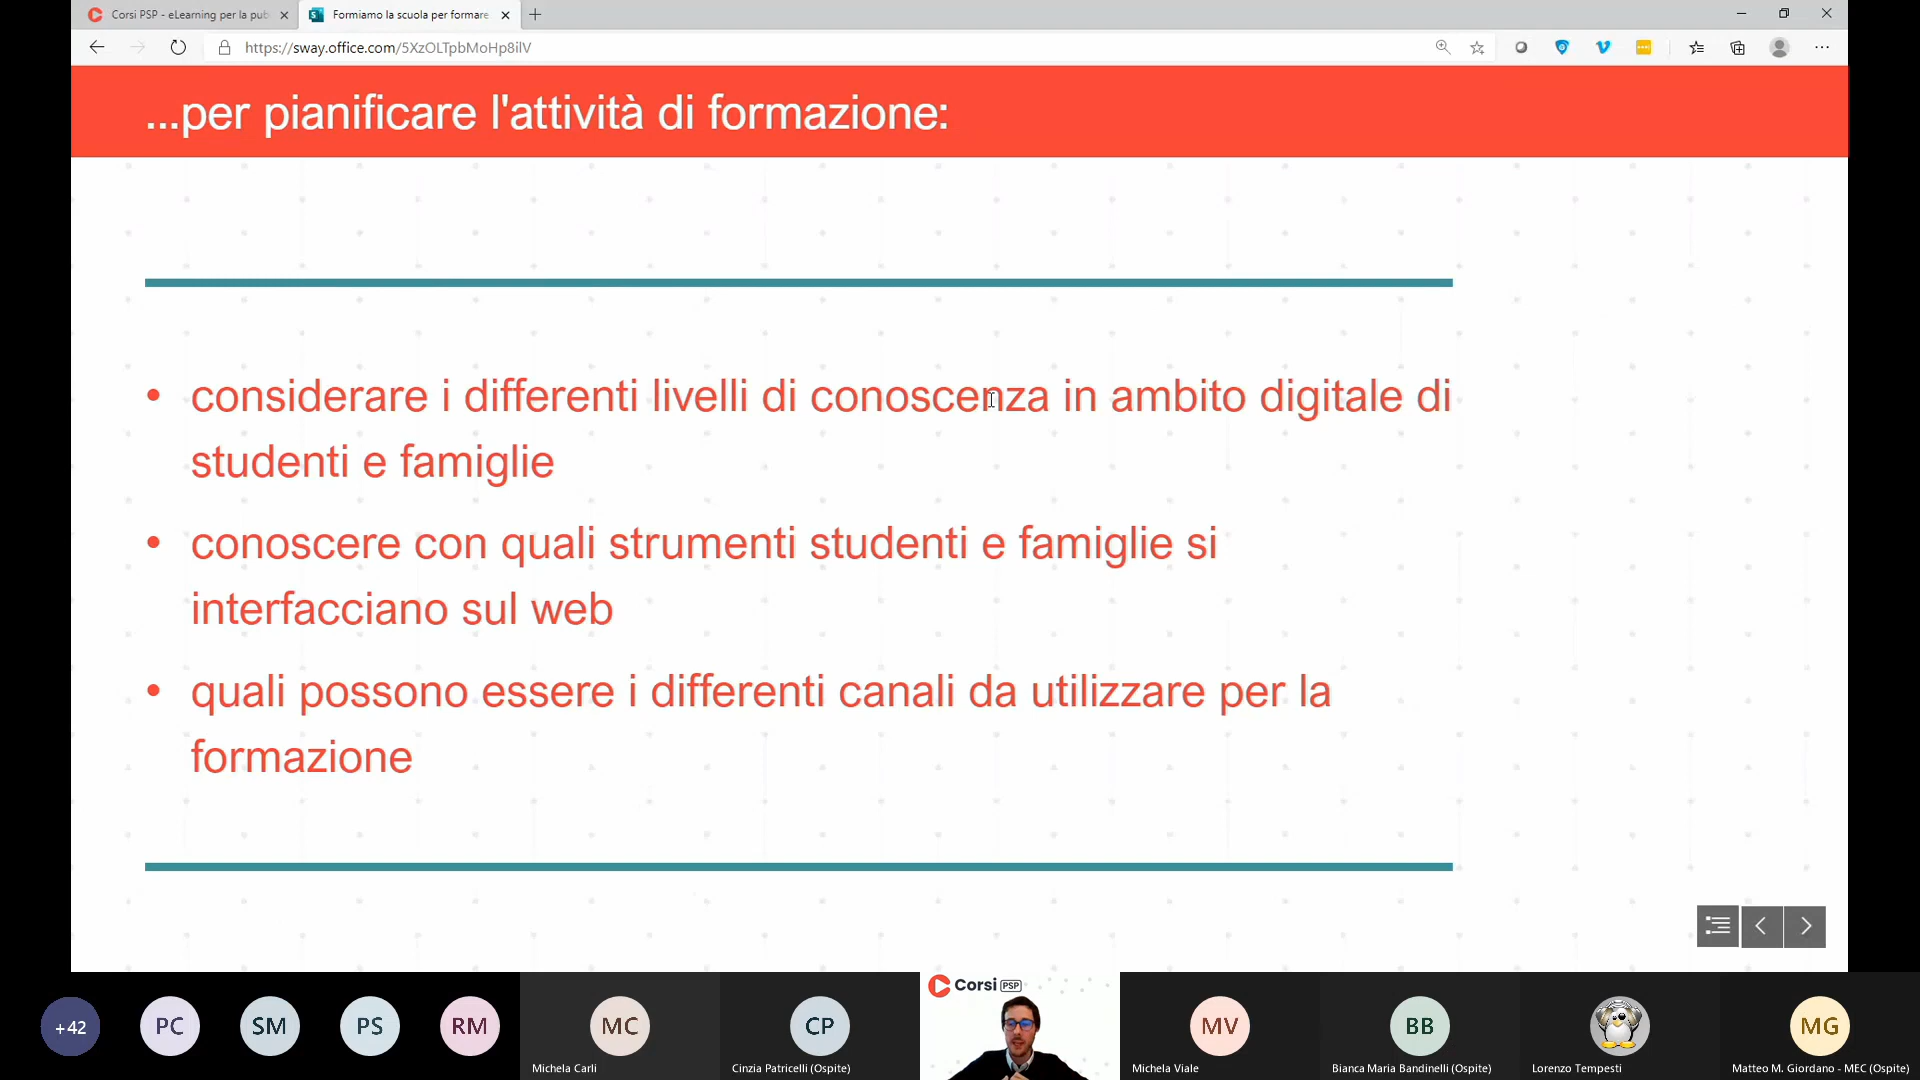 Corsi PSP - eLearning per la pub
Formiamo la scuola per formare
https://sway.office.com/5XzOLTpbMoHp8ilV
...per pianificare l'attività di formazione:
• considerare i differenti livelli di conoscenza in ambito digitale di
studenti e famiglie
• conoscere con quali strumenti studenti e famiglie si
interfacciano sul web
• quali possono essere i differenti canali da utilizzare per la
formazione
Corsi PSP
+42
PC
SM
PS
RM
MC
CP
MV
BB
MG
Michela Carli
Cinzia Patricelli (Ospite)
Michela Viale
Bianca Maria Bandinelli (Ospite)
Lorenzo Tempesti
Matteo M. Giordano - MEC (Ospite)